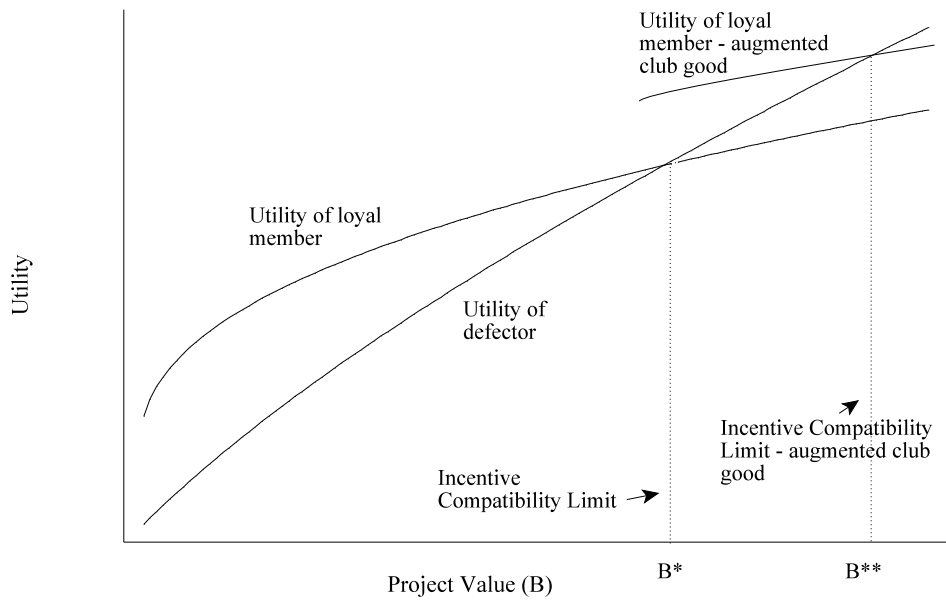 Utility of loyal
member - augmented
club good
Utility of loyal
member
Utility
Utility of
defector
Incentive Compatibility
Limit - augmented club
good
Incentive
Compatibility Limit
B*
B**
Project Value (B)